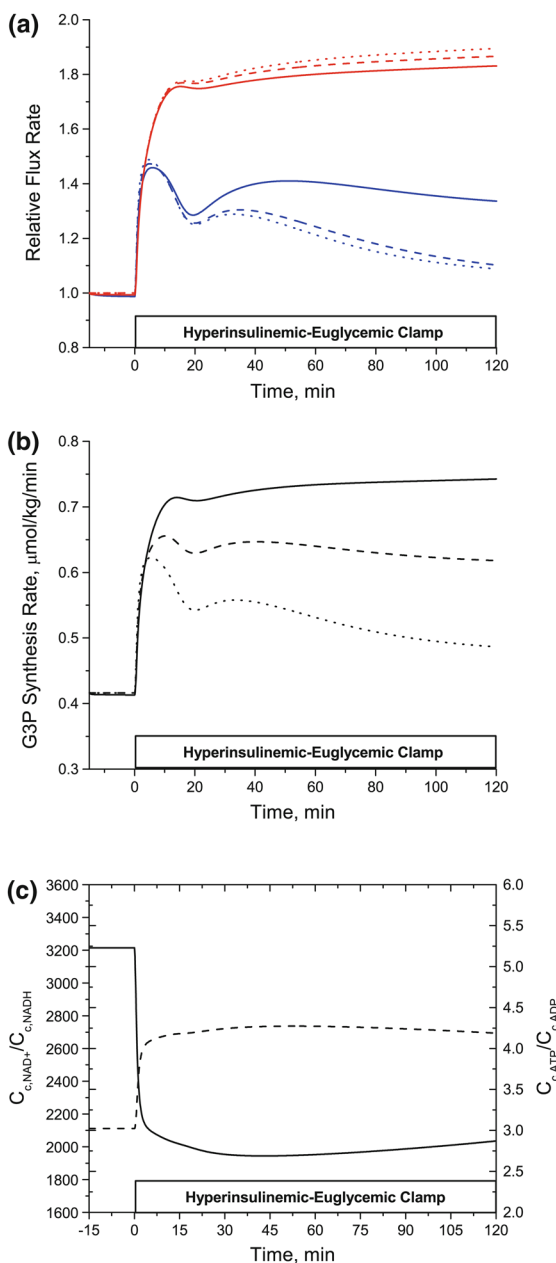 (a)
2.0
1.8
1.6
1.4
1.2
1.0
0.8
Relative Flux Rate
Hyperinsulinemic-Euglycemic Clamp
0 20 40 60 80 100 120
Time, min
(b)
0.8
0.7
0.6
0.5
0.4
0.3
G3P Synthesis Rate, μmol/kg/min
Hyperinsulinemic-Euglycemic Clamp
0 20 40 60 80 100 120
Time, min
(c)
3600
3400
3200
3000
2800
2600
2400
2200
2000
1800
1600
C c,NAD+/C c,NADH
6.0
5.5
5.0
4.5
4.0
3.5
3.0
2.5
2.0
C c,ATP/C c,ADP
Hyperinsulinemic-Euglycemic Clamp
-15 0 15 30 45 60 75 90 105 120
Time, min